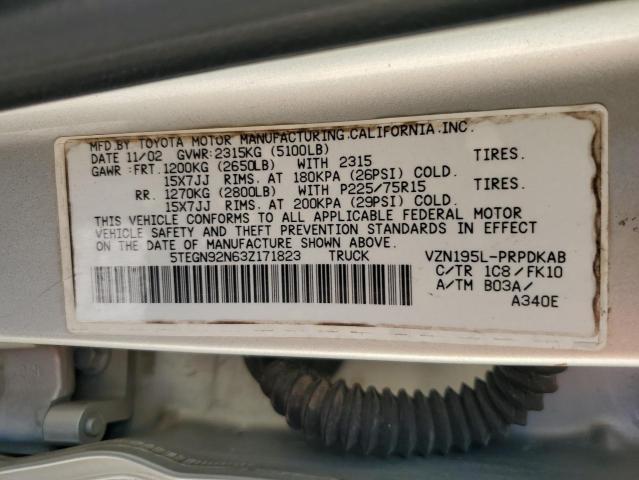 MFD.BY TOYOTA MOTOR MANUFACTURING.CALIFORNIA.INC.
DATE 11/02 GVWR:2315KG (5100LB)
GAWR:FRT.1200KG (2650LB) WITH 2315 TIRES.
15X7JJ RIMS. AT 180KPA (26PSI) COLD.
RR. 1270KG (2800LB) WITH P225/75R15 TIRES.
15X7JJ RIMS. AT 200KPA (29PSI) COLD.
THIS VEHICLE CONFORMS TO ALL APPLICABLE FEDERAL MOTOR
VEHICLE SAFETY AND THEFT PREVENTION STANDARDS IN EFFECT
ON THE DATE OF MANUFACTURE SHOWN ABOVE.
5TEGN92N63Z171823 TRUCK VZN195L-PRPDKAB
C/TR 1C8/FK10
A/TM B03A/
A340E